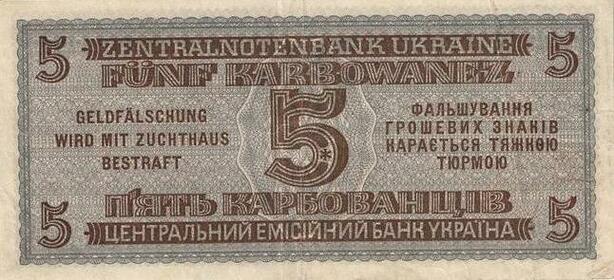 5 ZENTRALNOTENBANK UKRAINE 5
FÜNF KARBOWANEZ
GELDFÄLSCHUNG
WIRD MIT ZUCHTHAUS
BESTRAFT
5
ФАЛЬШУВАННЯ
ГРОШЕВИХ ЗНАКІВ
КАРАЄТЬСЯ ТЯЖКОЮ
ТЮРМОЮ
П'ЯТЬ КАРБОВАНЦІВ
5 ЦЕНТРАЛЬНИЙ ЕМІСІЙНИЙ БАНК УКРАЇНА 5